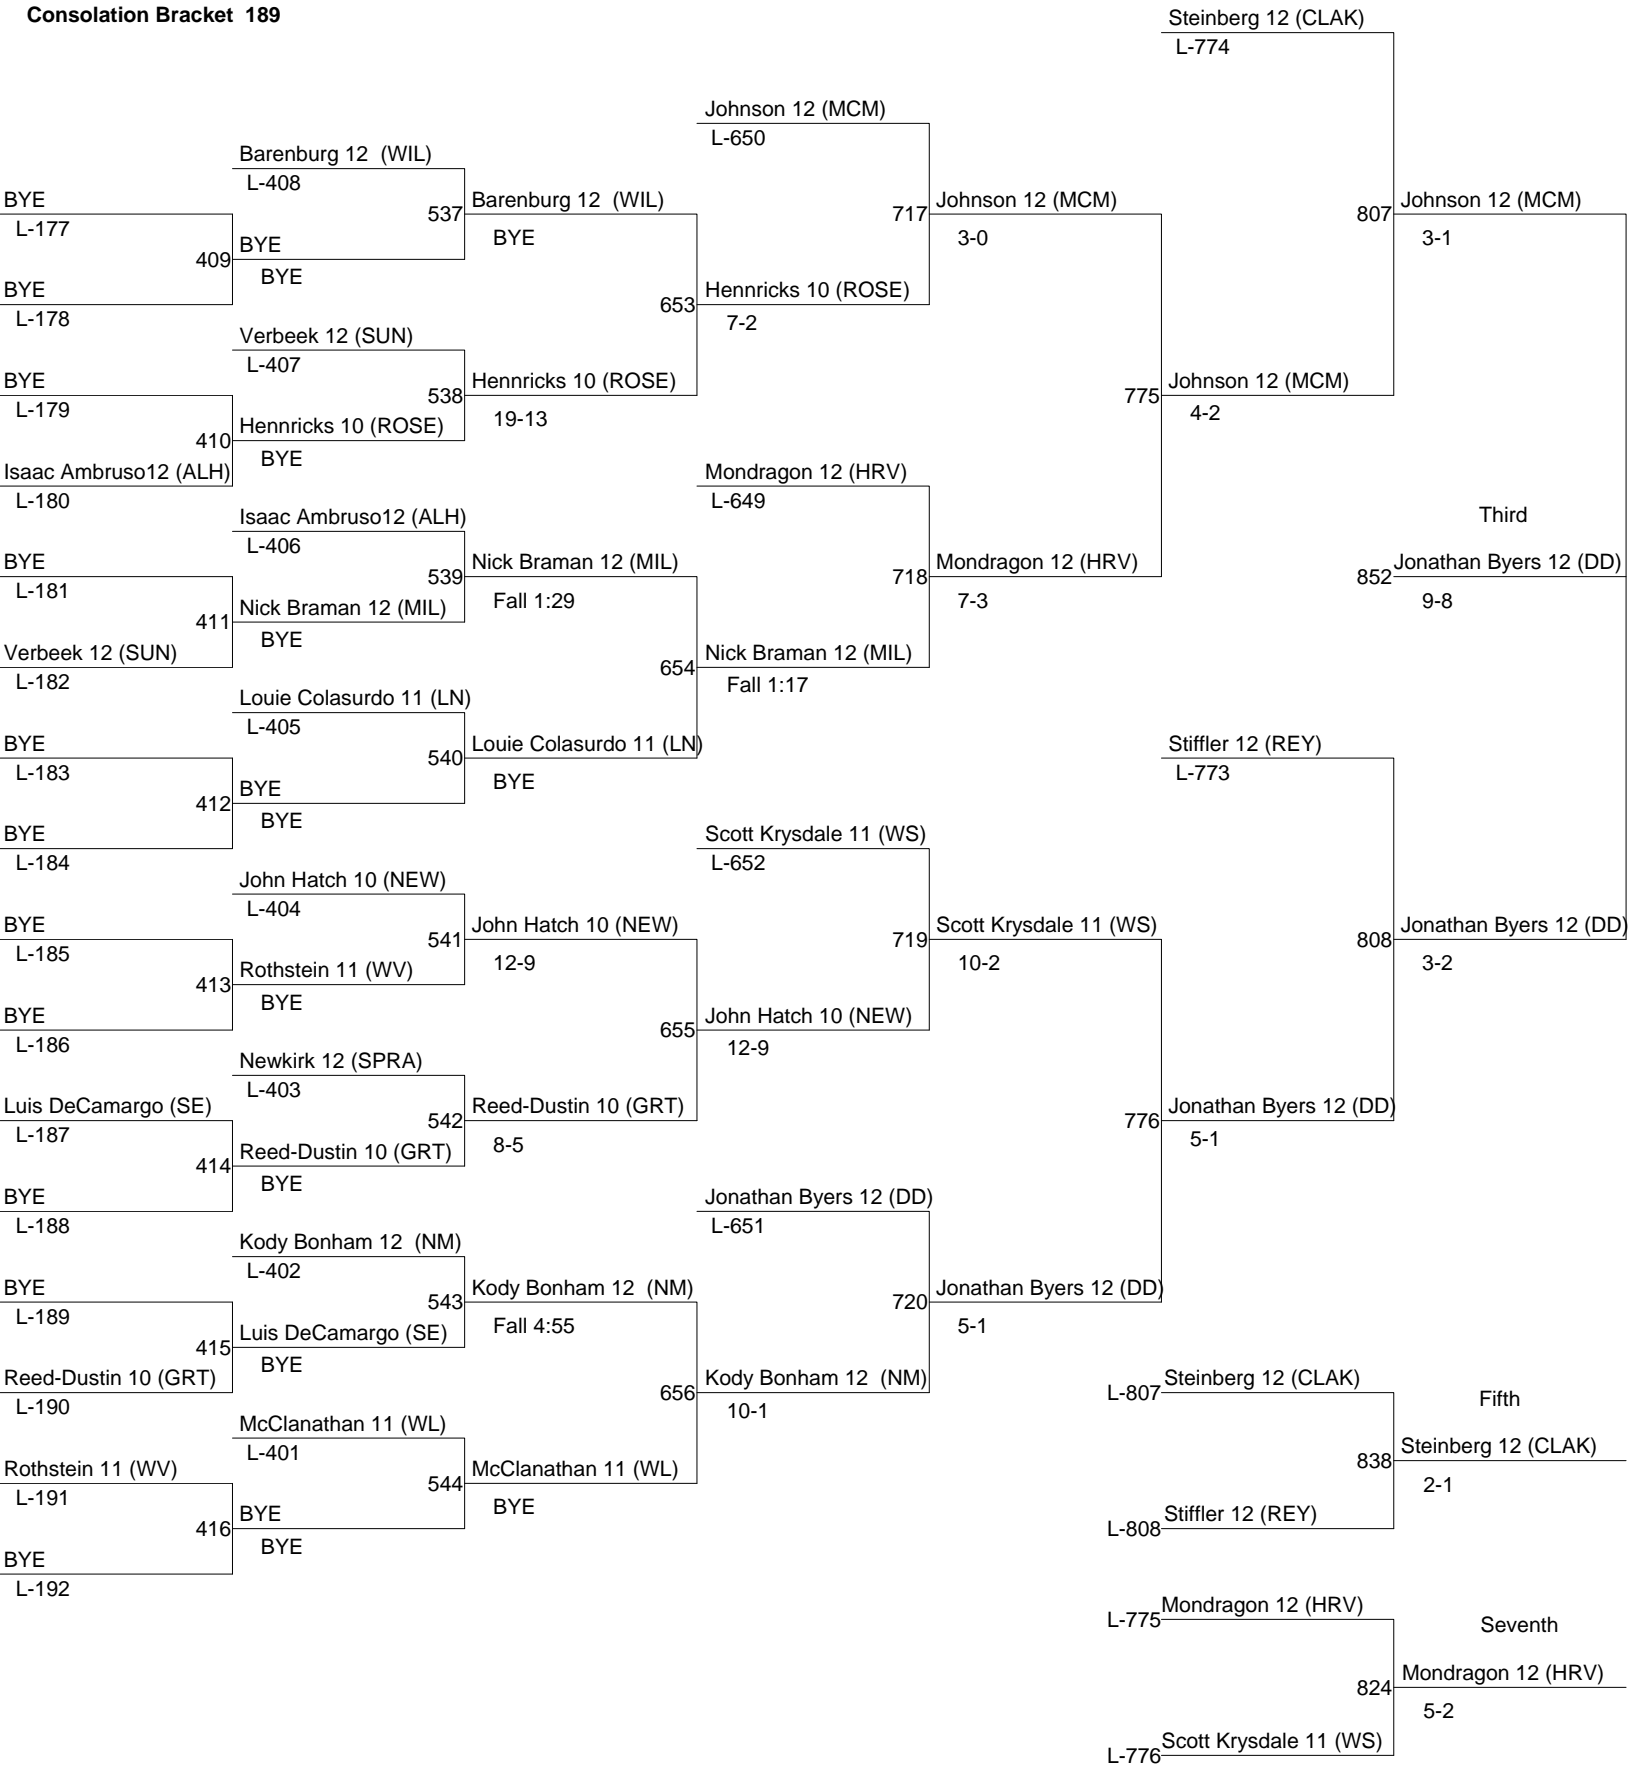 Consolation Bracket 189
BYE
L-177
409
BYE
L-178
BYE
L-179
410
Isaac Ambruso12 (ALH)
L-180
BYE
L-181
411
Verbeek 12 (SUN)
L-182
BYE
L-183
412
BYE
L-184
BYE
L-185
413
BYE
L-186
Luis DeCamargo (SE)
L-187
414
BYE
L-188
BYE
L-189
415
Reed-Dustin 10 (GRT)
L-190
Rothstein 11 (WV)
L-191
416
BYE
L-192
Barenburg 12 (WIL)
L-408
537
BYE
BYE
Verbeek 12 (SUN)
L-407
538
Hennricks 10 (ROSE)
BYE
Isaac Ambruso12 (ALH)
L-406
539
Nick Braman 12 (MIL)
BYE
Louie Colasurdo 11 (LN)
L-405
540
BYE
BYE
John Hatch 10 (NEW)
L-404
541
Rothstein 11 (WV)
BYE
Newkirk 12 (SPRA)
L-403
542
Reed-Dustin 10 (GRT)
BYE
Kody Bonham 12 (NM)
L-402
543
Luis DeCamargo (SE)
BYE
McClanathan 11 (WL)
L-401
544
BYE
BYE
Barenburg 12 (WIL)
BYE
653
Hennricks 10 (ROSE)
19-13
Nick Braman 12 (MIL)
Fall 1:29
654
Louie Colasurdo 11 (LN)
BYE
John Hatch 10 (NEW)
12-9
655
Reed-Dustin 10 (GRT)
8-5
Kody Bonham 12 (NM)
Fall 4:55
656
McClanathan 11 (WL)
BYE
Johnson 12 (MCM)
L-650
717
Hennricks 10 (ROSE)
7-2
Mondragon 12 (HRV)
L-649
718
Nick Braman 12 (MIL)
Fall 1:17
Scott Krysdale 11 (WS)
L-652
719
John Hatch 10 (NEW)
12-9
Jonathan Byers 12 (DD)
L-651
720
Kody Bonham 12 (NM)
10-1
Johnson 12 (MCM)
3-0
775
Mondragon 12 (HRV)
7-3
Scott Krysdale 11 (WS)
10-2
776
Jonathan Byers 12 (DD)
5-1
Steinberg 12 (CLAK)
L-774
807
Johnson 12 (MCM)
4-2
Stiffler 12 (REY)
L-773
808
Jonathan Byers 12 (DD)
5-1
Johnson 12 (MCM)
3-1
Third
852
Jonathan Byers 12 (DD)
9-8
Jonathan Byers 12 (DD)
3-2
L-807
Steinberg 12 (CLAK)
Fifth
838
Steinberg 12 (CLAK)
2-1
L-808
Stiffler 12 (REY)
L-775
Mondragon 12 (HRV)
Seventh
824
Mondragon 12 (HRV)
5-2
L-776
Scott Krysdale 11 (WS)